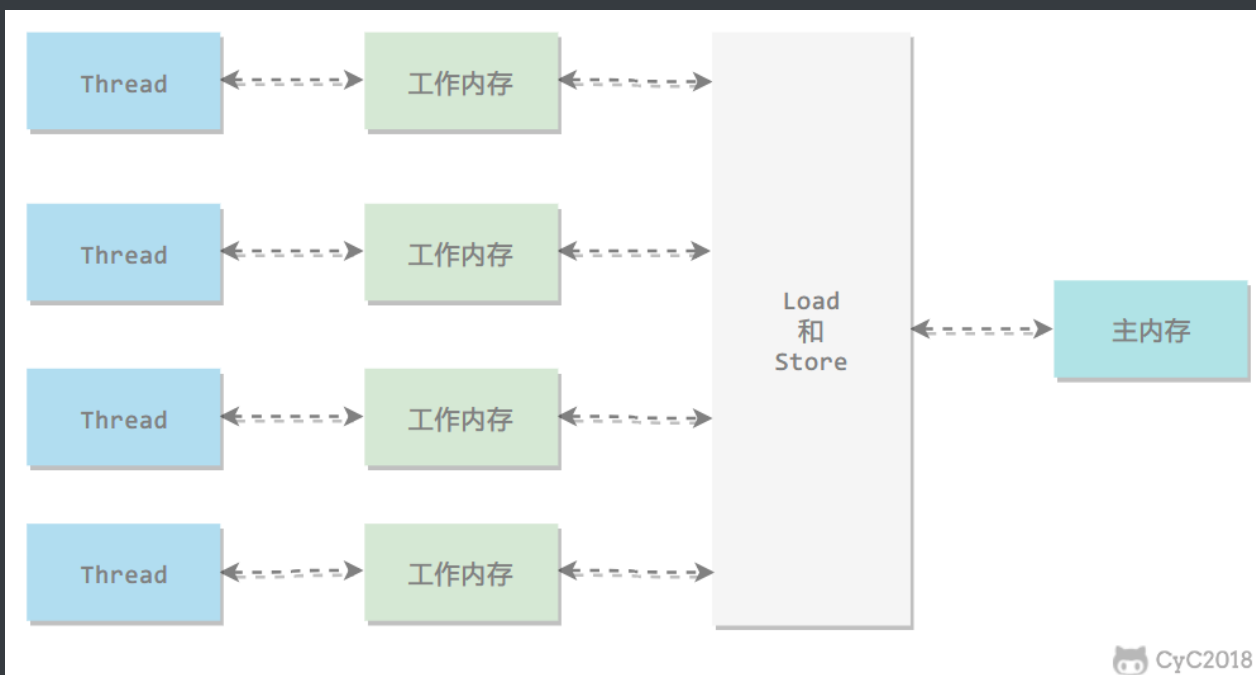 Thread
工作内存
Thread
工作内存
Load
和
Store
主内存
Thread
工作内存
Thread
工作内存
CyC2018